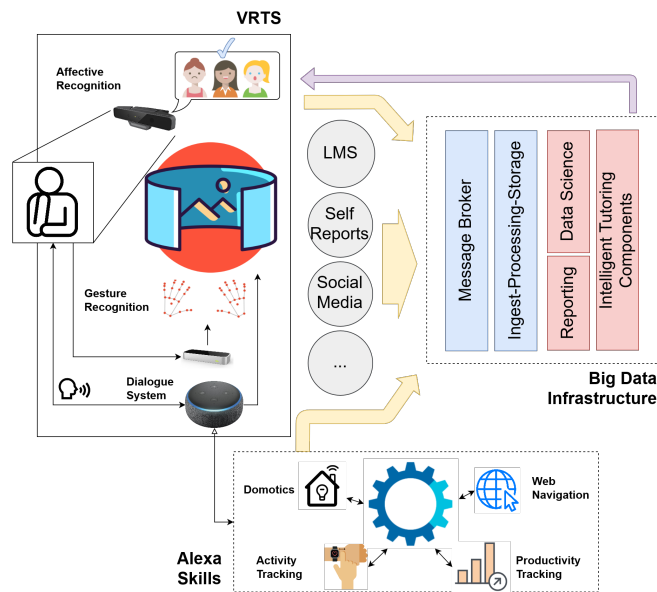 VRTS
Affective
Recognition
LMS
Self
Reports
Social
Media
...
Gesture
Recognition
Dialogue
System
Message Broker
Ingest-Processing-Storage
Data Science
Reporting
Intelligent Tutoring
Components
Big Data
Infrastructure
Domotics
Web
Navigation
Activity
Tracking
Productivity
Tracking
Alexa
Skills